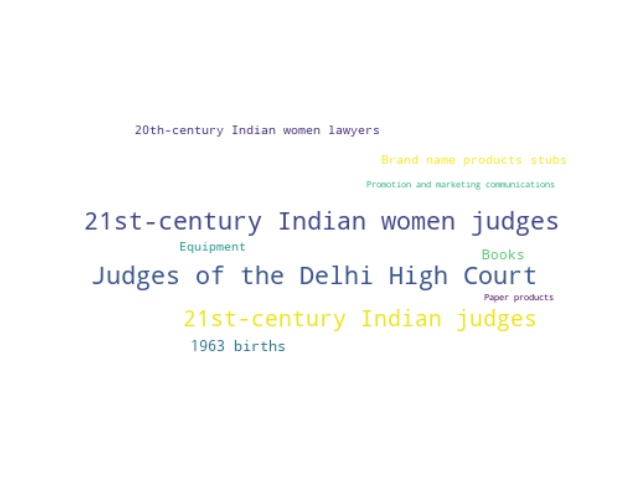 20th-century Indian women lawyers
Brand name products stubs
Promotion and marketing communications
21st-century Indian women judges
Equipment
Books
Judges of the Delhi High Court
Paper products
21st-century Indian judges
1963 births